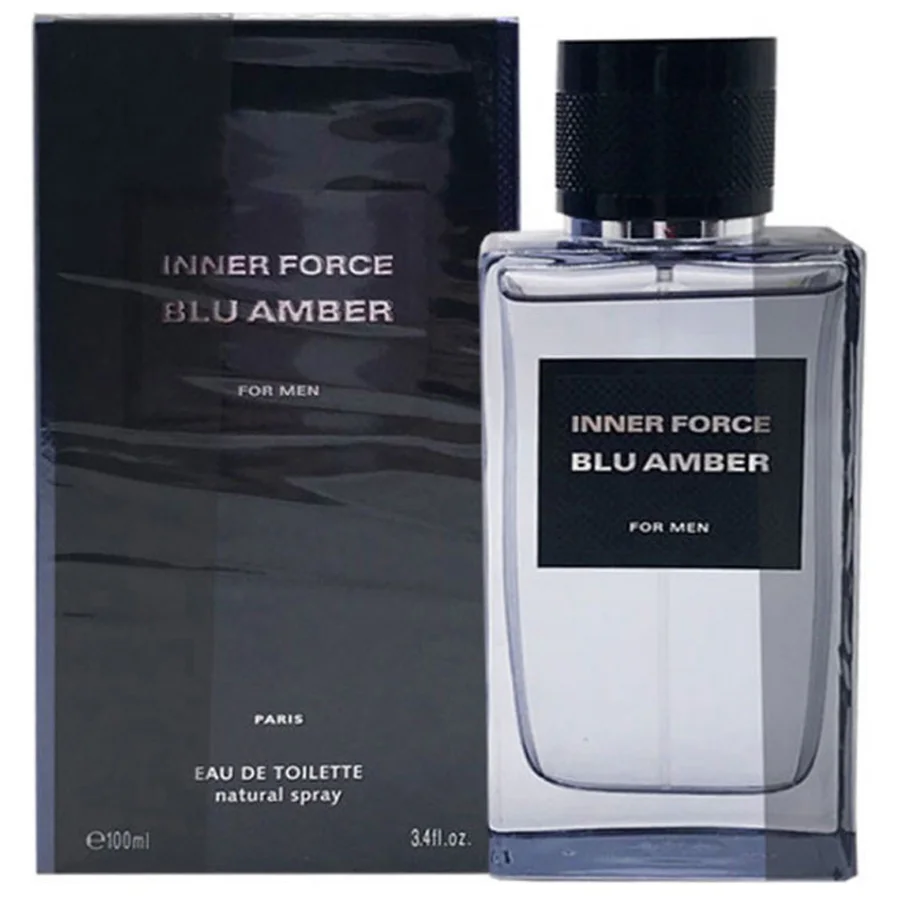 INNER FORCE
BLU AMBER
FOR MEN
PARIS
EAU DE TOILETTE
natural spray
℮100ml
3.4fl.oz.
INNER FORCE
BLU AMBER
FOR MEN